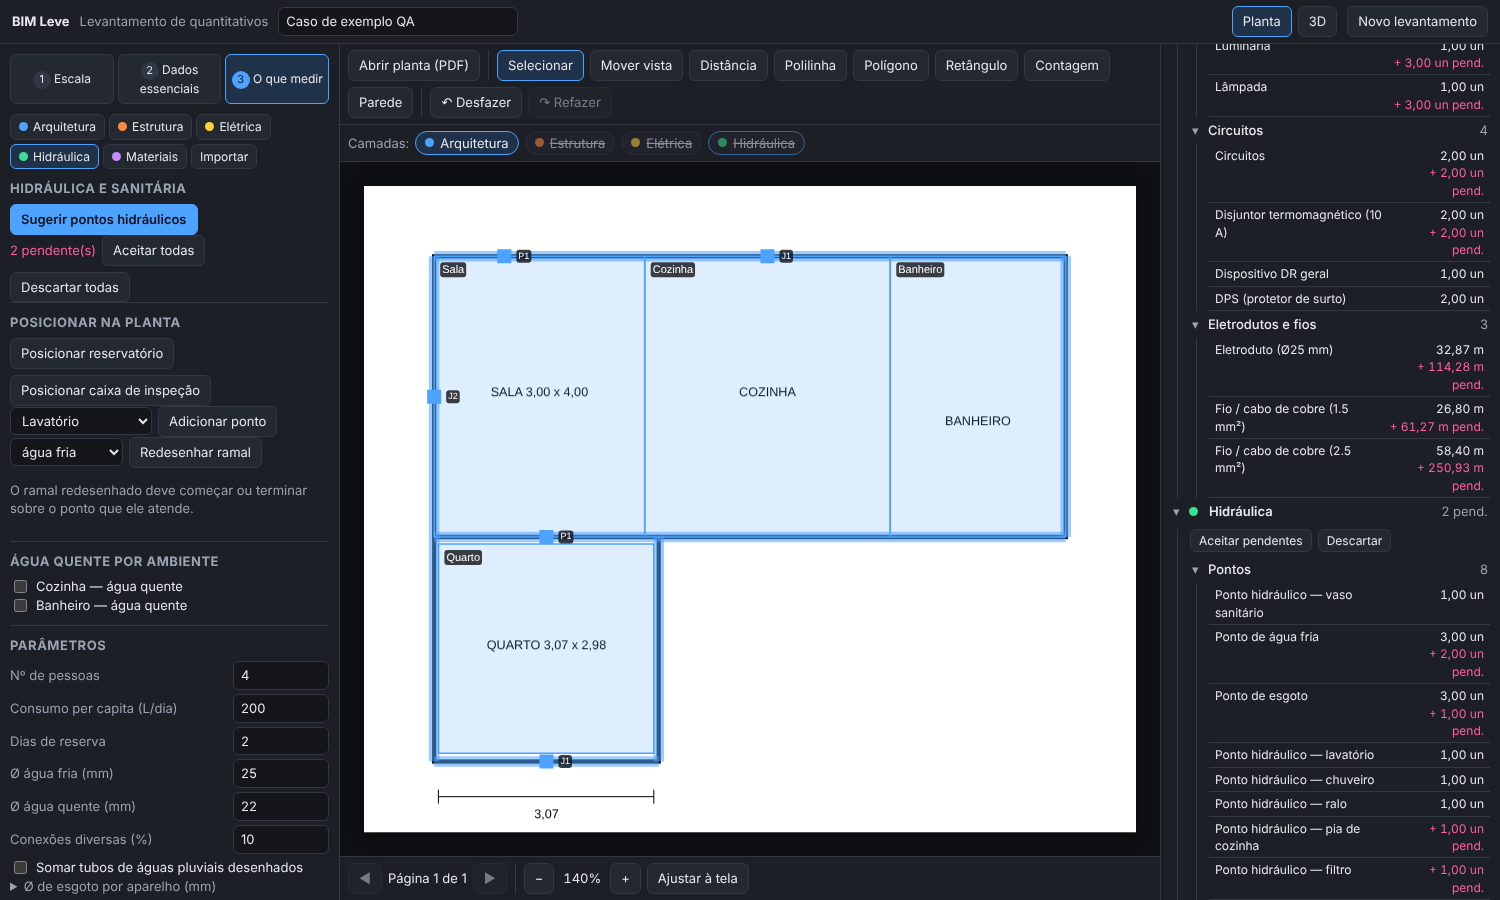 BIM Leve Levantamento de quantitativos Caso de exemplo QA Planta 3D Novo levantamento
1 Escala
2 Dados essenciais
3 O que medir
Arquitetura Estrutura Elétrica
Hidráulica Materiais Importar
HIDRÁULICA E SANITÁRIA
Sugerir pontos hidráulicos
2 pendente(s) Aceitar todas
Descartar todas
POSICIONAR NA PLANTA
Posicionar reservatório
Posicionar caixa de inspeção
Lavatório Adicionar ponto
água fria Redesenhar ramal
O ramal redesenhado deve começar ou terminar
sobre o ponto que ele atende.
ÁGUA QUENTE POR AMBIENTE
Cozinha — água quente
Banheiro — água quente
PARÂMETROS
Nº de pessoas 4
Consumo per capita (L/dia) 200
Dias de reserva 2
Ø água fria (mm) 25
Ø água quente (mm) 22
Conexões diversas (%) 10
Somar tubos de águas pluviais desenhados
Ø de esgoto por aparelho (mm)
Abrir planta (PDF) Selecionar Mover vista Distância Polilinha Polígono Retângulo Contagem
Parede ↶ Desfazer ↷ Refazer
Camadas: Arquitetura Estrutura Elétrica Hidráulica
P1 J1
Sala Cozinha Banheiro
J2 SALA 3,00 x 4,00 COZINHA
BANHEIRO
P1
Quarto
QUARTO 3,07 x 2,98
J1
3,07
◀ Página 1 de 1 ▶ − 140% + Ajustar à tela
Luminária 1,00 un
+ 3,00 un pend.
Lâmpada 1,00 un
+ 3,00 un pend.
▼ Circuitos 4
Circuitos 2,00 un
+ 2,00 un
pend.
Disjuntor termomagnético (10 2,00 un
A) + 2,00 un
pend.
Dispositivo DR geral 1,00 un
DPS (protetor de surto) 2,00 un
▼ Eletrodutos e fios 3
Eletroduto (Ø25 mm) 32,87 m
+ 114,28 m
pend.
Fio / cabo de cobre (1.5 26,80 m
mm²) + 61,27 m pend.
Fio / cabo de cobre (2.5 58,40 m
mm²) + 250,93 m
pend.
▼ Hidráulica 2 pend.
Aceitar pendentes Descartar
▼ Pontos 8
Ponto hidráulico — vaso 1,00 un
sanitário
Ponto de água fria 3,00 un
+ 2,00 un
pend.
Ponto de esgoto 3,00 un
+ 1,00 un
pend.
Ponto hidráulico — lavatório 1,00 un
Ponto hidráulico — chuveiro 1,00 un
Ponto hidráulico — ralo 1,00 un
Ponto hidráulico — pia de + 1,00 un
cozinha pend.
Ponto hidráulico — filtro + 1,00 un
pend.